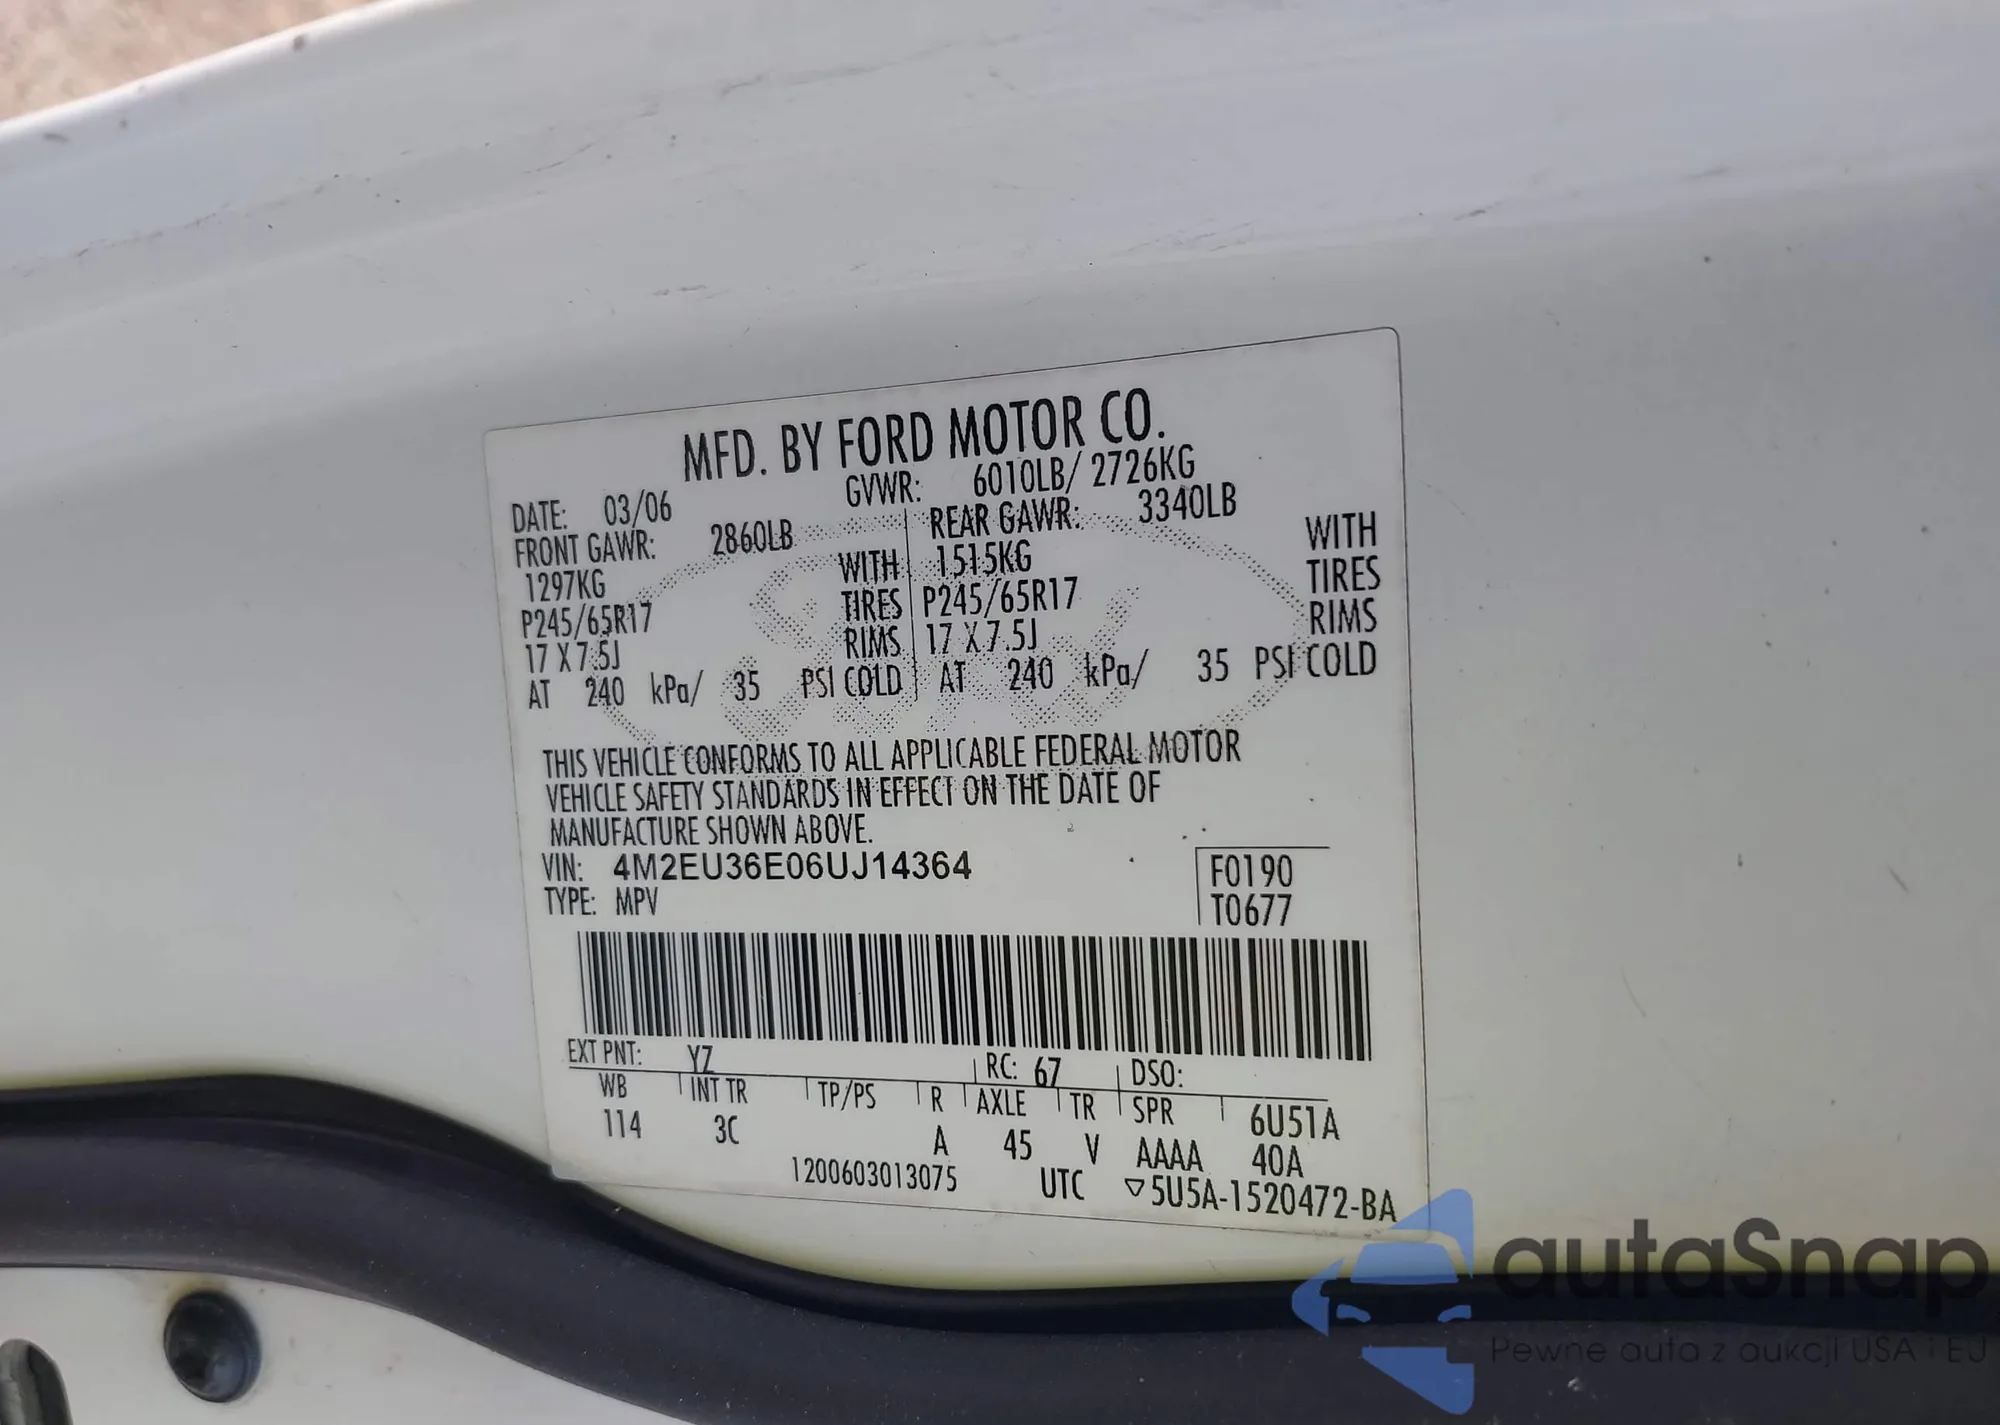 MFD. BY FORD MOTOR CO.
DATE: 03/06 GVWR: 6010LB/ 2726KG
FRONT GAWR: 2860LB REAR GAWR: 3340LB
1297KG WITH 1515KG WITH
P245/65R17 TIRES P245/65R17 TIRES
17 X 7.5J RIMS 17 X 7.5J RIMS
AT 240 kPa/ 35 PSI COLD AT 240 kPa/ 35 PSI COLD
THIS VEHICLE CONFORMS TO ALL APPLICABLE FEDERAL MOTOR
VEHICLE SAFETY STANDARDS IN EFFECT ON THE DATE OF
MANUFACTURE SHOWN ABOVE.
VIN: 4M2EU36E06UJ14364 F0190
TYPE: MPV T0677
EXT PNT: YZ RC: 67 DSO:
WB INT TR TP/PS R AXLE TR SPR 6U51A
114 3C A 45 V AAAA 40A
1200603013075 UTC ▽5U5A-1520472-BA
autaSnap
Pewne auta z aukcji USA i EU